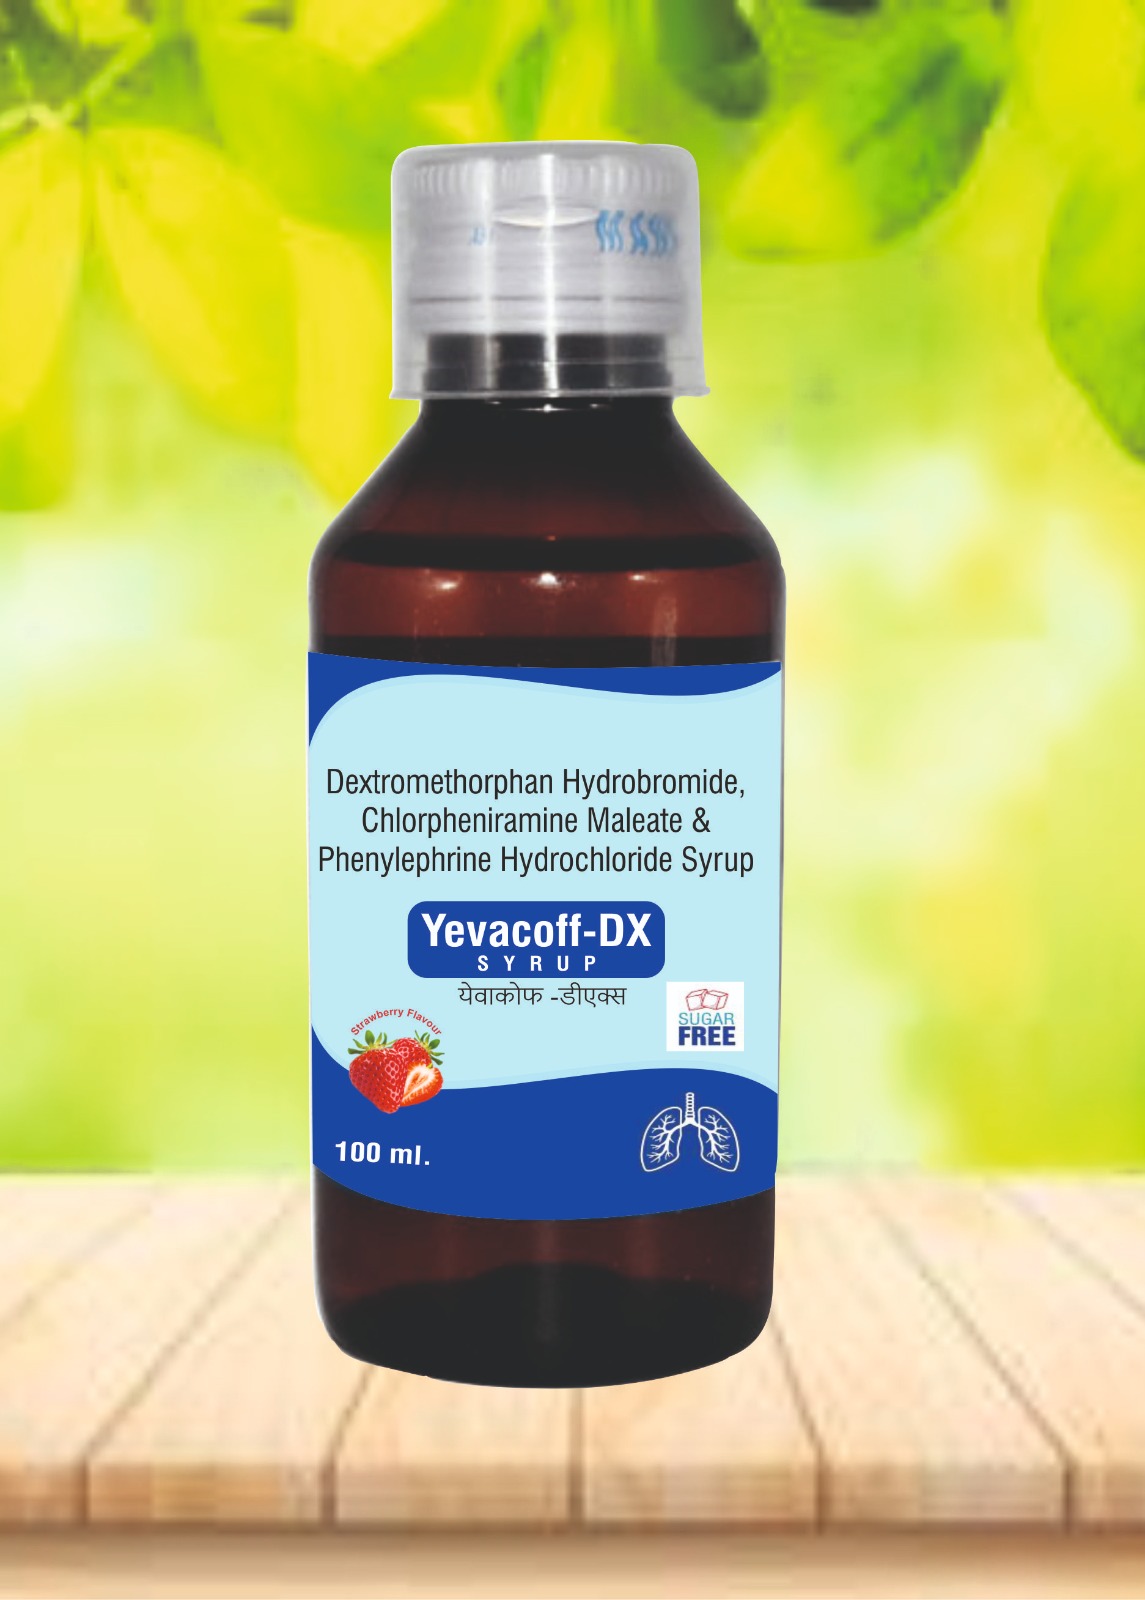 Dextromethorphan Hydrobromide,
Chlorpheniramine Maleate &
Phenylephrine Hydrochloride Syrup
Yevacoff-DX
SYRUP
येवाकोफ -डीएक्स
Strawberry Flavour
SUGAR
FREE
100 ml.